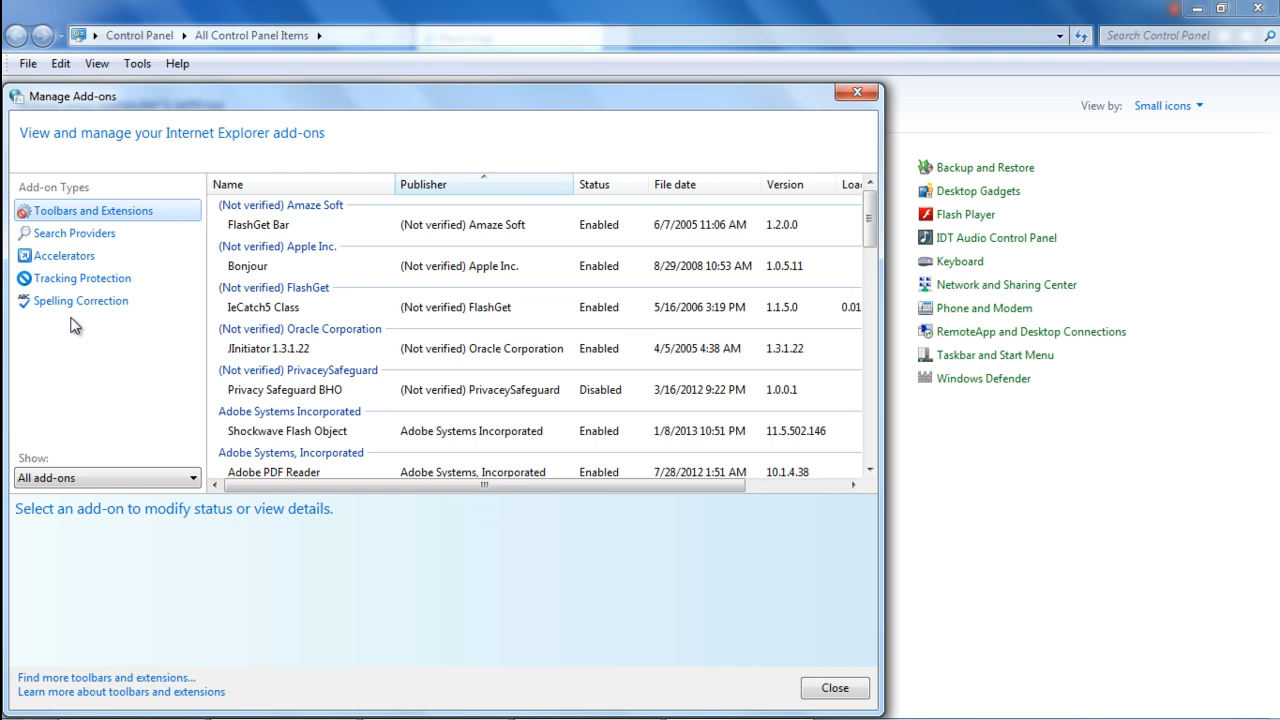 Control Panel All Control Panel Items Search Control Panel
File Edit View Tools Help
Manage Add-ons
View by: Small icons
View and manage your Internet Explorer add-ons
Add-on Types
Toolbars and Extensions
Search Providers
Accelerators
Tracking Protection
Spelling Correction
Show:
All add-ons
Name Publisher Status File date Version Loa
(Not verified) Amaze Soft
FlashGet Bar (Not verified) Amaze Soft Enabled 6/7/2005 11:06 AM 1.2.0.0
(Not verified) Apple Inc.
Bonjour (Not verified) Apple Inc. Enabled 8/29/2008 10:53 AM 1.0.5.11
(Not verified) FlashGet
IeCatch5 Class (Not verified) FlashGet Enabled 5/16/2006 3:19 PM 1.1.5.0 0.01
(Not verified) Oracle Corporation
JInitiator 1.3.1.22 (Not verified) Oracle Corporation Enabled 4/5/2005 4:38 AM 1.3.1.22
(Not verified) PrivaceySafeguard
Privacy Safeguard BHO (Not verified) PrivaceySafeguard Disabled 3/16/2012 9:22 PM 1.0.0.1
Adobe Systems Incorporated
Shockwave Flash Object Adobe Systems Incorporated Enabled 1/8/2013 10:51 PM 11.5.502.146
Adobe Systems, Incorporated
Adobe PDF Reader Adobe Systems, Incorporated Enabled 7/28/2012 1:51 AM 10.1.4.38
Select an add-on to modify status or view details.
Find more toolbars and extensions...
Learn more about toolbars and extensions
Close
Backup and Restore
Desktop Gadgets
Flash Player
IDT Audio Control Panel
Keyboard
Network and Sharing Center
Phone and Modem
RemoteApp and Desktop Connections
Taskbar and Start Menu
Windows Defender